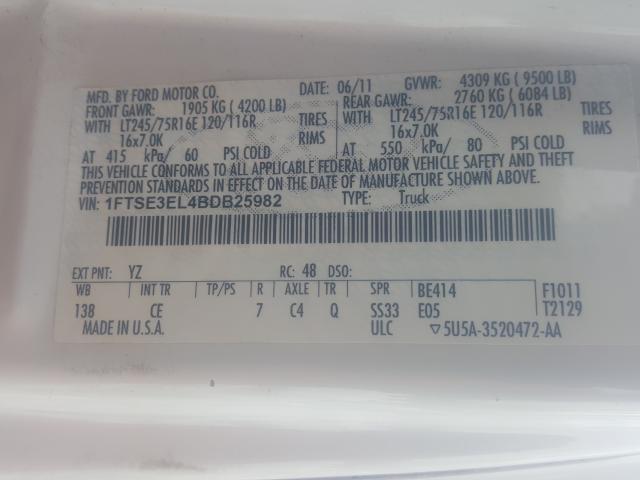 MFD. BY FORD MOTOR CO. DATE: 06/11 GVWR: 4309 KG ( 9500 LB)
FRONT GAWR: 1905 KG ( 4200 LB) REAR GAWR: 2760 KG ( 6084 LB)
WITH LT245/75R16E 120/116R TIRES WITH LT245/75R16E 120/116R TIRES
16x7.0K RIMS 16x7.0K RIMS
AT 415 kPa/ 60 PSI COLD AT 550 kPa/ 80 PSI COLD
THIS VEHICLE CONFORMS TO ALL APPLICABLE FEDERAL MOTOR VEHICLE SAFETY AND THEFT
PREVENTION STANDARDS IN EFFECT ON THE DATE OF MANUFACTURE SHOWN ABOVE.
VIN: 1FTSE3EL4BDB25982 TYPE: Truck
EXT PNT: YZ RC: 48 DSO:
WB INT TR TP/PS R AXLE TR SPR BE414 F1011
138 CE 7 C4 Q SS33 E05 T2129
MADE IN U.S.A. ULC ▽5U5A-3520472-AA